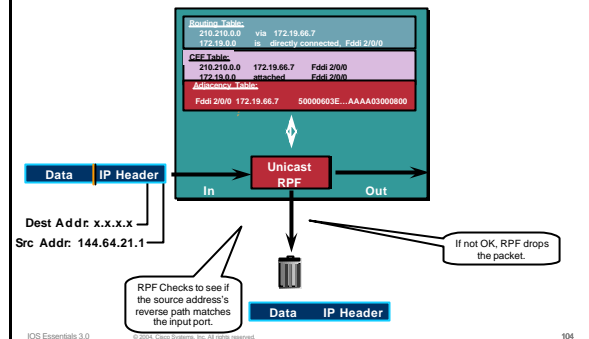 Routing Table:
210.210.0.0 via 172.19.66.7
172.19.0.0 is directly connected, Fddi 2/0/0
CEF Table:
210.210.0.0 172.19.66.7 Fddi 2/0/0
172.19.0.0 attached Fddi 2/0/0
Adjacency Table:
Fddi 2/0/0 172.19.66.7 50000603E...AAAA03000800
Data IP Header
In
Unicast
RPF
Out
Dest Addr: x.x.x.x
Src Addr: 144.64.21.1
If not OK, RPF drops
the packet.
RPF Checks to see if
the source address's
reverse path matches
the input port.
Data IP Header
IOS Essentials 3.0
© 2004, Cisco Systems, Inc. All rights reserved.
104